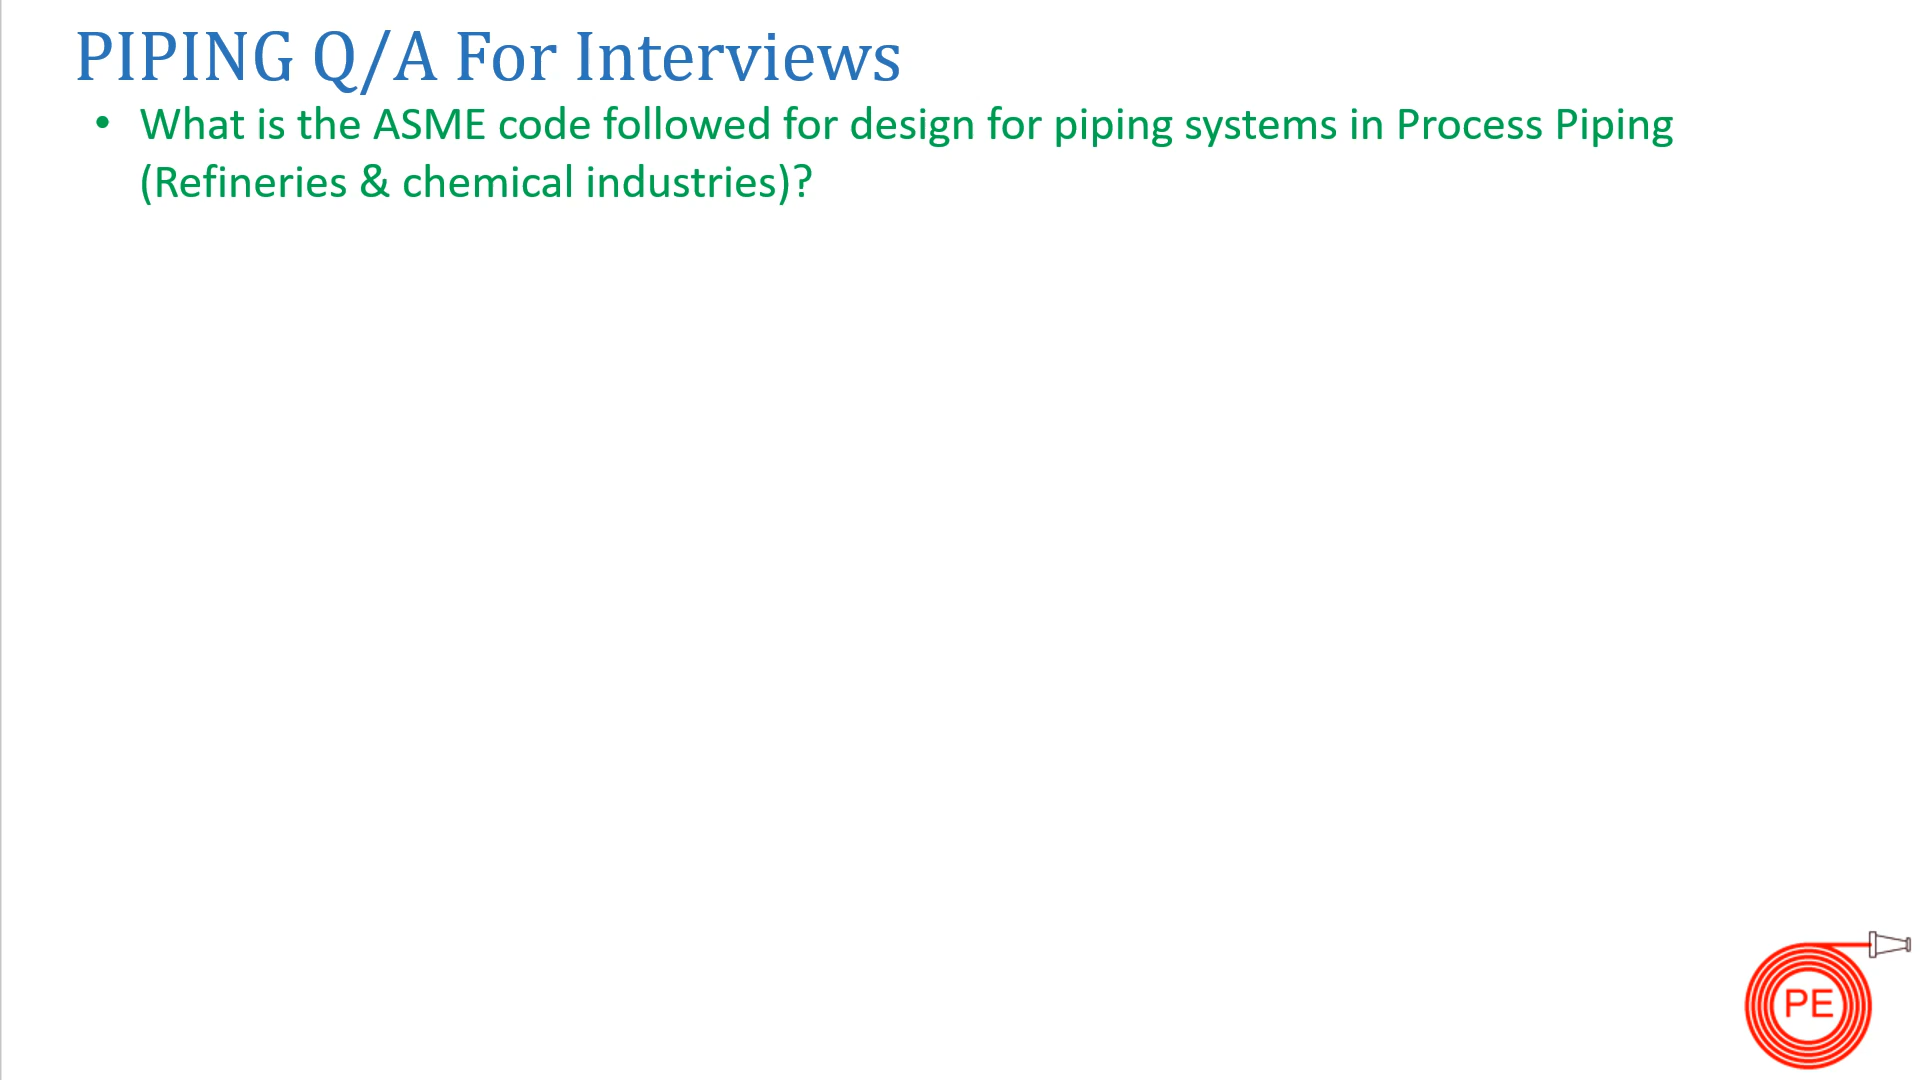 PIPING Q/A For Interviews
• What is the ASME code followed for design for piping systems in Process Piping
(Refineries & chemical industries)?
PE